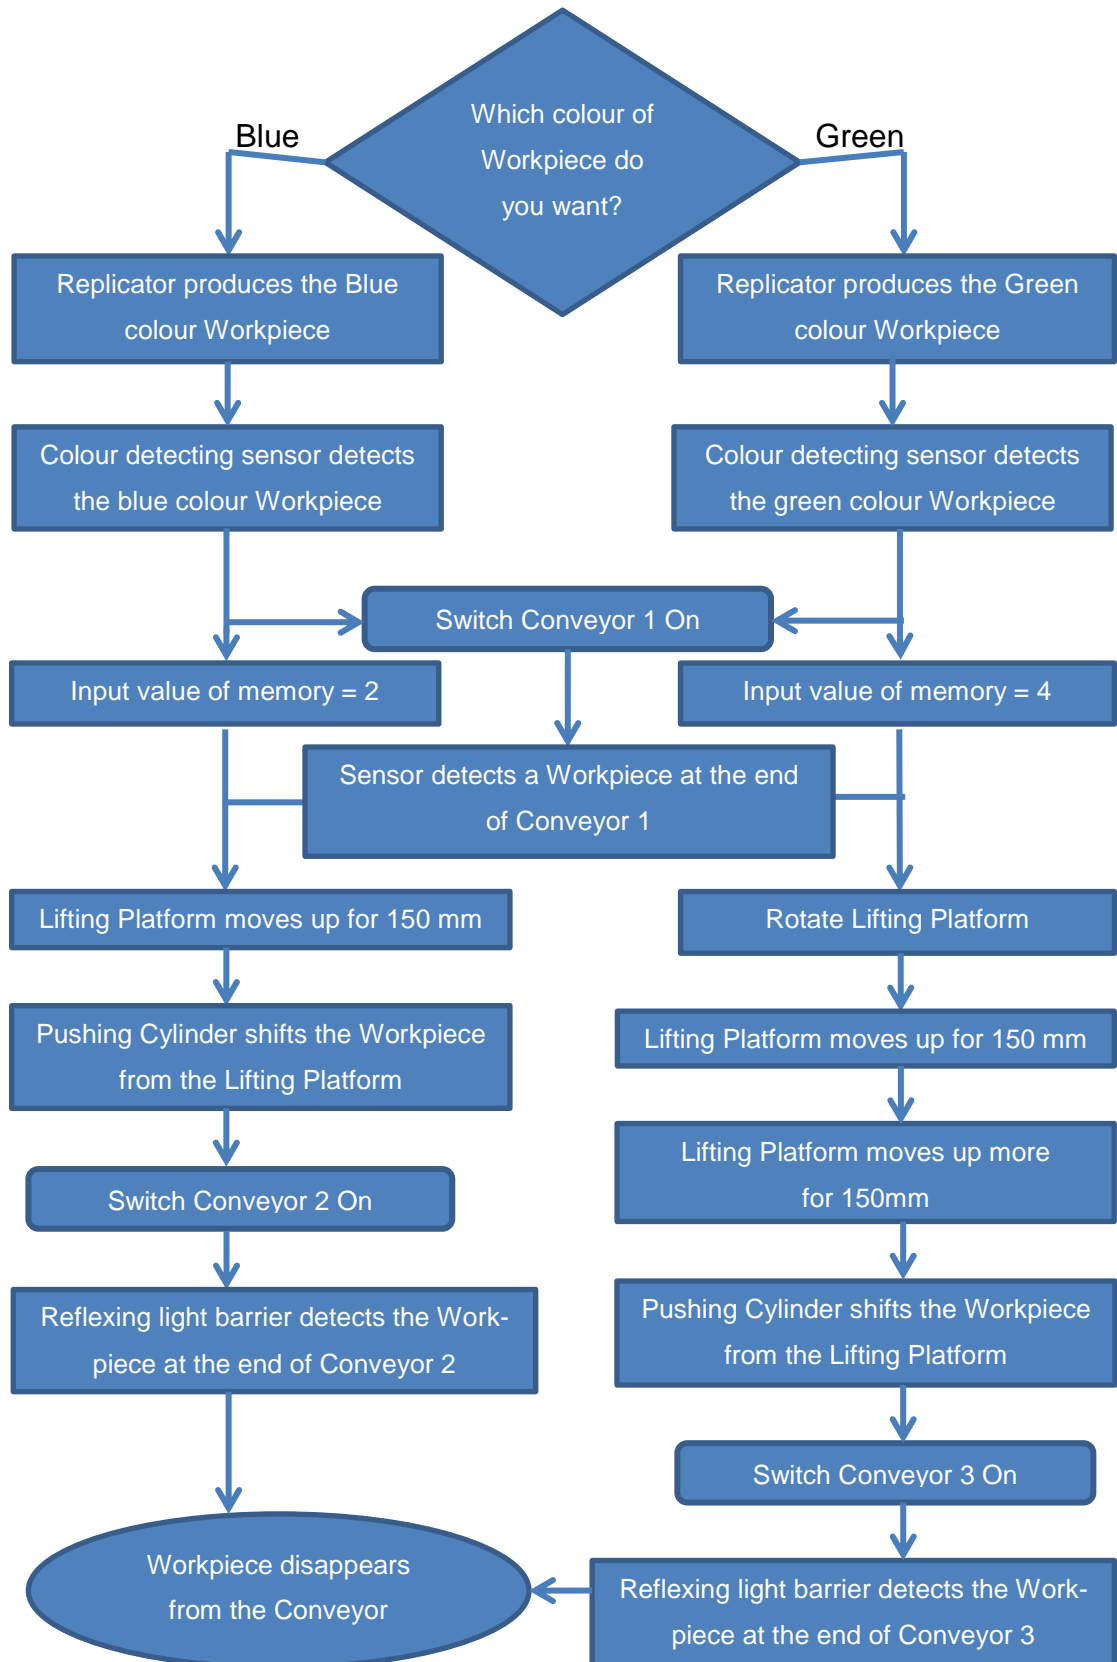 Which colour of
Workpiece do
you want?
Blue
Green
Replicator produces the Blue
colour Workpiece
Replicator produces the Green
colour Workpiece
Colour detecting sensor detects
the blue colour Workpiece
Colour detecting sensor detects
the green colour Workpiece
Switch Conveyor 1 On
Input value of memory = 2
Input value of memory = 4
Sensor detects a Workpiece at the end
of Conveyor 1
Lifting Platform moves up for 150 mm
Rotate Lifting Platform
Pushing Cylinder shifts the Workpiece
from the Lifting Platform
Lifting Platform moves up for 150 mm
Lifting Platform moves up more
for 150mm
Switch Conveyor 2 On
Reflexing light barrier detects the Work-
piece at the end of Conveyor 2
Pushing Cylinder shifts the Workpiece
from the Lifting Platform
Switch Conveyor 3 On
Workpiece disappears
from the Conveyor
Reflexing light barrier detects the Work-
piece at the end of Conveyor 3